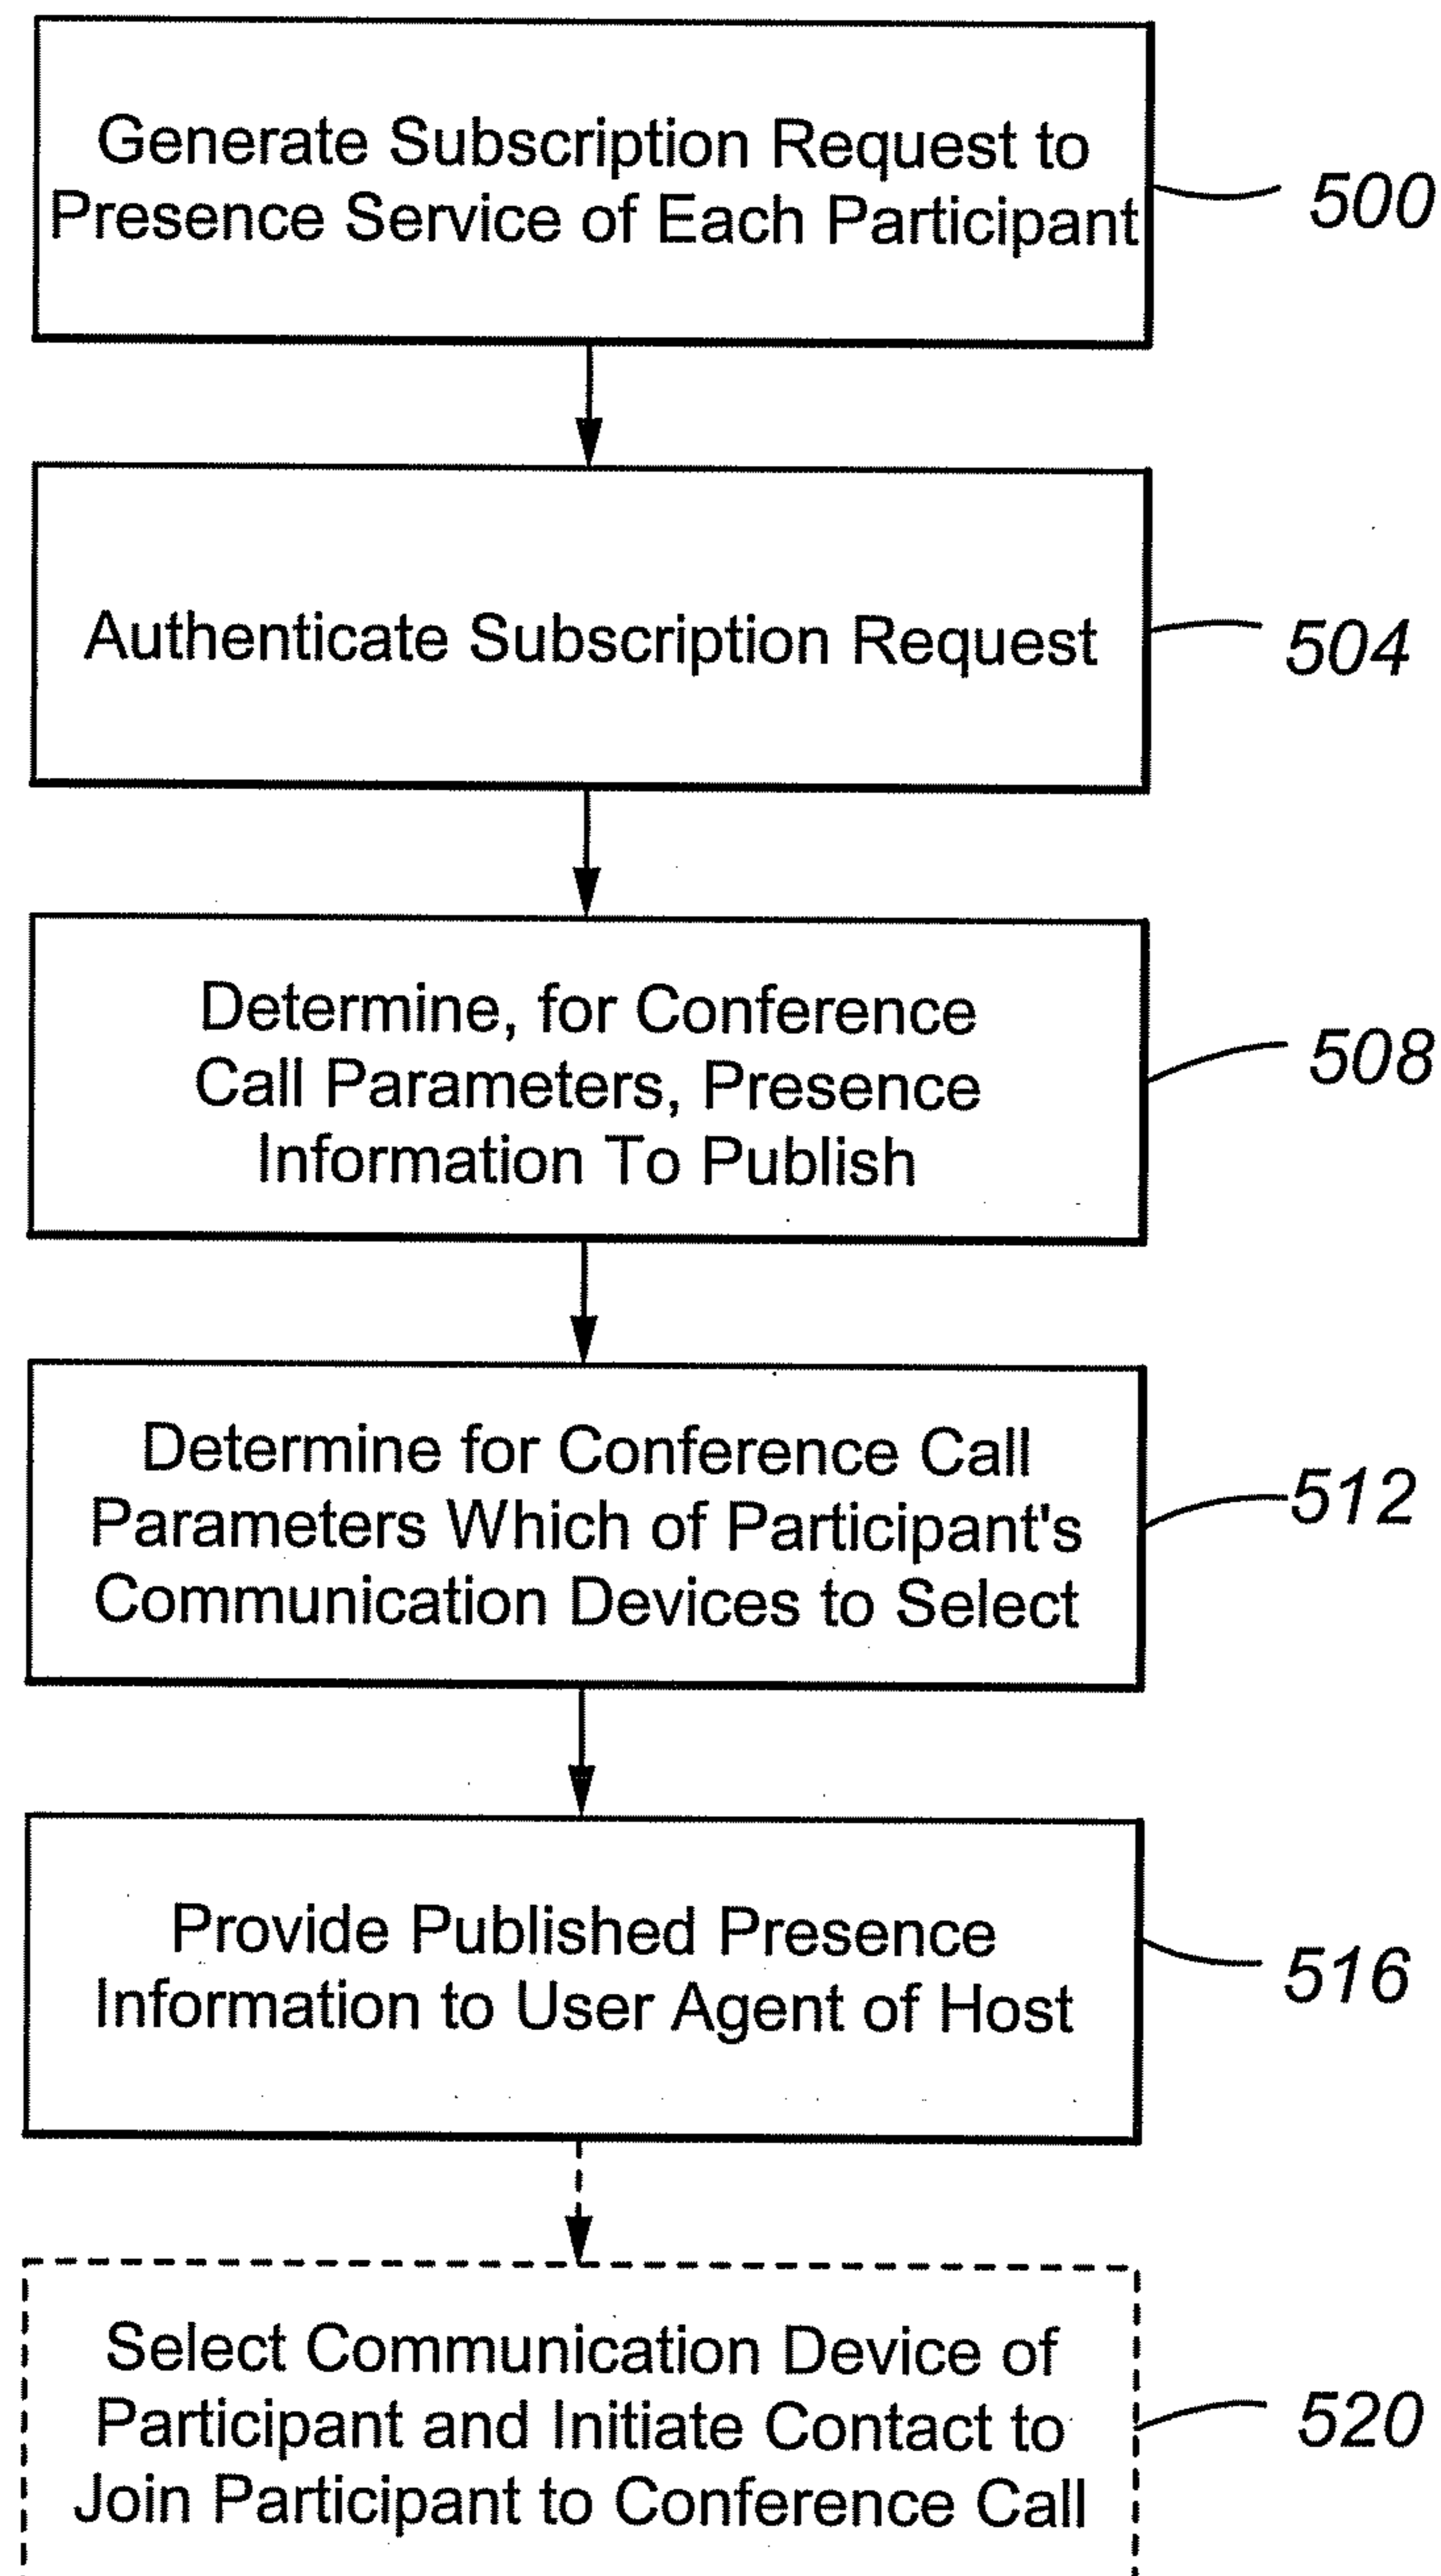 Generate Subscription Request to
Presence Service of Each Participant
500
Authenticate Subscription Request
504
Determine, for Conference
Call Parameters, Presence
Information To Publish
508
Determine for Conference Call
Parameters Which of Participant's
Communication Devices to Select
512
Provide Published Presence
Information to User Agent of Host
516
Select Communication Device of
Participant and Initiate Contact to
Join Participant to Conference Call
520